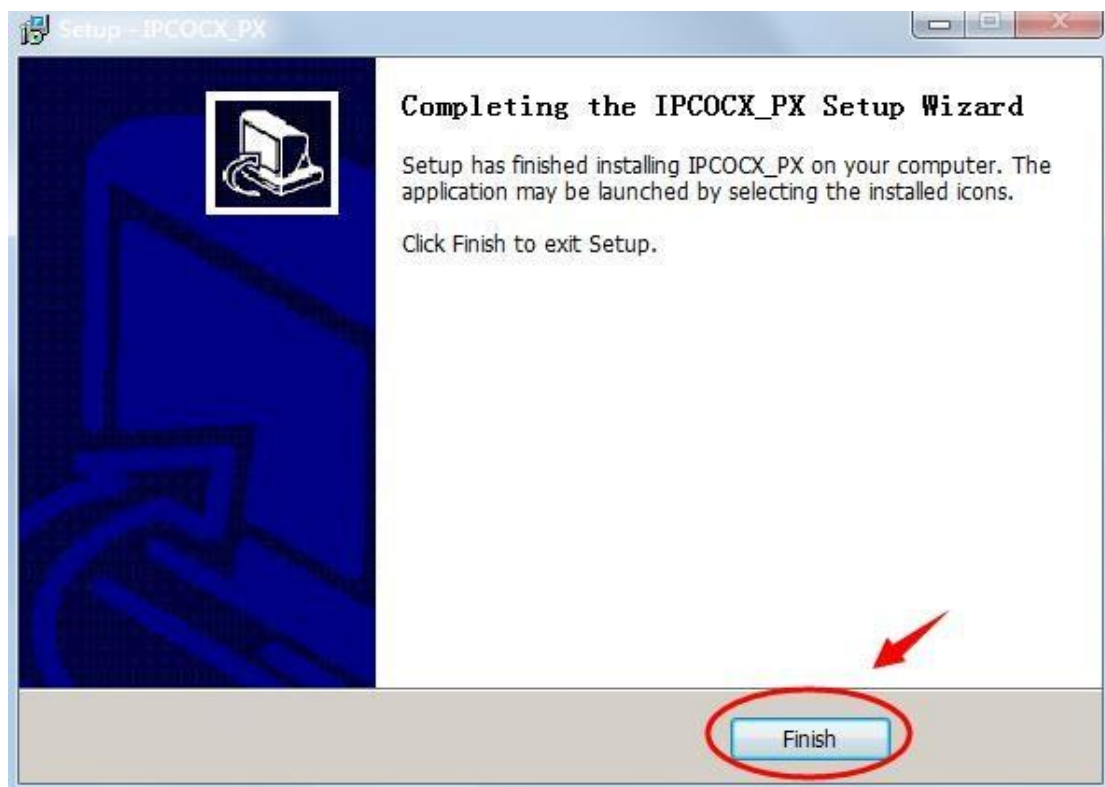 Setup - IPCOCX_PX
Completing the IPCOCX_PX Setup Wizard
Setup has finished installing IPCOCX_PX on your computer. The
application may be launched by selecting the installed icons.
Click Finish to exit Setup.
Finish